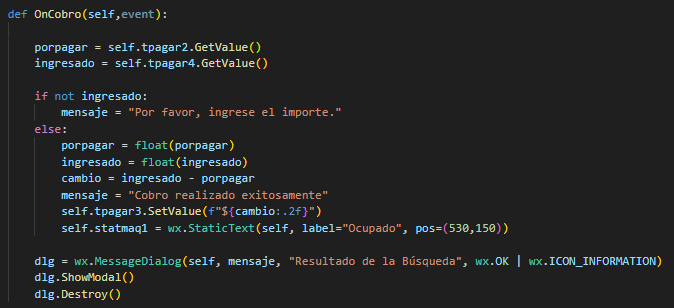 def OnCobro(self,event):
porpagar = self.tpagar2.GetValue()
ingresado = self.tpagar4.GetValue()
if not ingresado:
mensaje = "Por favor, ingrese el importe."
else:
porpagar = float(porpagar)
ingresado = float(ingresado)
cambio = ingresado - porpagar
mensaje = "Cobro realizado exitosamente"
self.tpagar3.SetValue(f"${cambio:.2f}")
self.statmaq1 = wx.StaticText(self, label="Ocupado", pos=(530,150))
dlg = wx.MessageDialog(self, mensaje, "Resultado de la Búsqueda", wx.OK | wx.ICON_INFORMATION)
dlg.ShowModal()
dlg.Destroy()